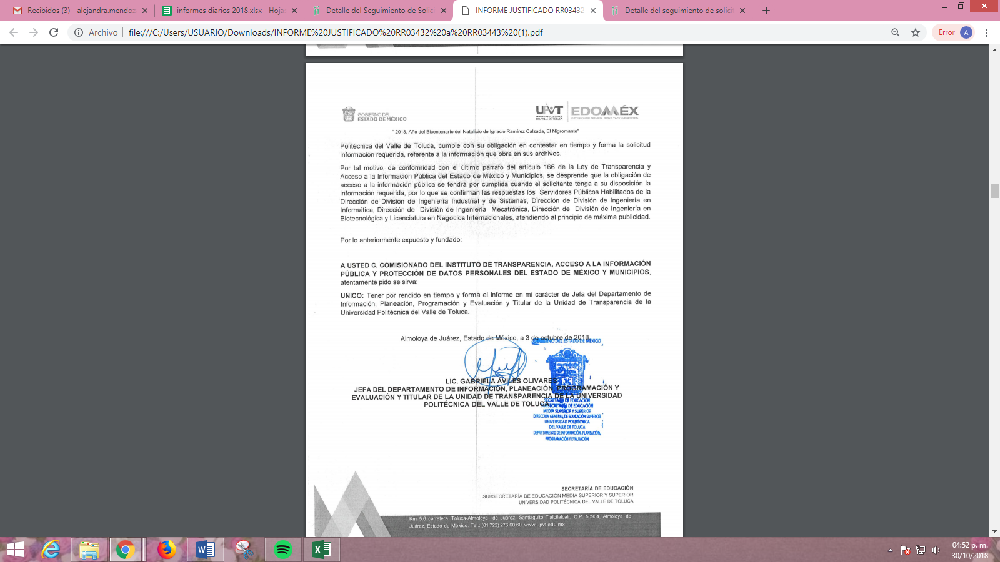 Recibidos (3) - alejandra.mendoz
informes diarios 2018.xlsx - Hoja
Detalle del Seguimiento de Solic
INFORME JUSTIFICADO RR03432
Detalle del seguimiento de solicit
Archivo
file:///C:/Users/USUARIO/Downloads/INFORME%20JUSTIFICADO%20RR03432%20a%20RR03443%20(1).pdf
Error A
GOBIERNO DEL
ESTADO DE MÉXICO
UPVT
UNIVERSIDAD POLITÉCNICA
DEL VALLE DE TOLUCA
EDOMÉX
" 2018. Año del Bicentenario del Natalicio de Ignacio Ramírez Calzada, El Nigromante"
Politécnica del Valle de Toluca, cumple con su obligación en contestar en tiempo y forma la solicitud
información requerida, referente a la información que obra en sus archivos.
Por tal motivo, de conformidad con el último párrafo del artículo 166 de la Ley de Transparencia y
Acceso a la Información Pública del Estado de México y Municipios, se desprende que la obligación de
acceso a la información pública se tendrá por cumplida cuando el solicitante tenga a su disposición la
información requerida, por lo que se confirman las respuestas los Servidores Públicos Habilitados de la
Dirección de División de Ingeniería Industrial y de Sistemas, Dirección de División de Ingeniería en
Informática, Dirección de División de Ingeniería Mecatrónica, Dirección de División de Ingeniería en
Biotecnológica y Licenciatura en Negocios Internacionales, atendiendo al principio de máxima publicidad.
Por lo anteriormente expuesto y fundado:
A USTED C. COMISIONADO DEL INSTITUTO DE TRANSPARENCIA, ACCESO A LA INFORMACIÓN
PÚBLICA Y PROTECCIÓN DE DATOS PERSONALES DEL ESTADO DE MÉXICO Y MUNICIPIOS,
atentamente pido se sirva:
UNICO: Tener por rendido en tiempo y forma el informe en mi carácter de Jefa del Departamento de
Información, Planeación, Programación y Evaluación y Titular de la Unidad de Transparencia de la
Universidad Politécnica del Valle de Toluca.
Almoloya de Juárez, Estado de México, a 3 de octubre de 2018.
GOBIERNO DEL ESTADO DE MÉXICO
LIC. GABRIELA AVILES OLIVARES
JEFA DEL DEPARTAMENTO DE INFORMACIÓN, PLANEACIÓN, PROGRAMACIÓN Y
EVALUACIÓN Y TITULAR DE LA UNIDAD DE TRANSPARENCIA DE LA UNIVERSIDAD
POLITÉCNICA DEL VALLE DE TOLUCA
SECRETARÍA DE EDUCACIÓN
SUBSECRETARÍA DE EDUCACIÓN
MEDIA SUPERIOR Y SUPERIOR
DIRECCIÓN GENERAL DE EDUCACIÓN SUPERIOR
UNIVERSIDAD POLITÉCNICA
DEL VALLE DE TOLUCA
DEPARTAMENTO DE INFORMACIÓN, PLANEACIÓN,
PROGRAMACIÓN Y EVALUACIÓN
SECRETARÍA DE EDUCACIÓN
SUBSECRETARÍA DE EDUCACIÓN MEDIA SUPERIOR Y SUPERIOR
UNIVERSIDAD POLITÉCNICA DEL VALLE DE TOLUCA
Km 5.6 carretera Toluca-Almoloya de Juárez, Santiaguito Tlalcilalcali, C.P. 50904, Almoloya de
Juárez, Estado de México. Tel.: (01 722) 276 60 60. www.upvt.edu.mx
04:52 p. m.
30/10/2018